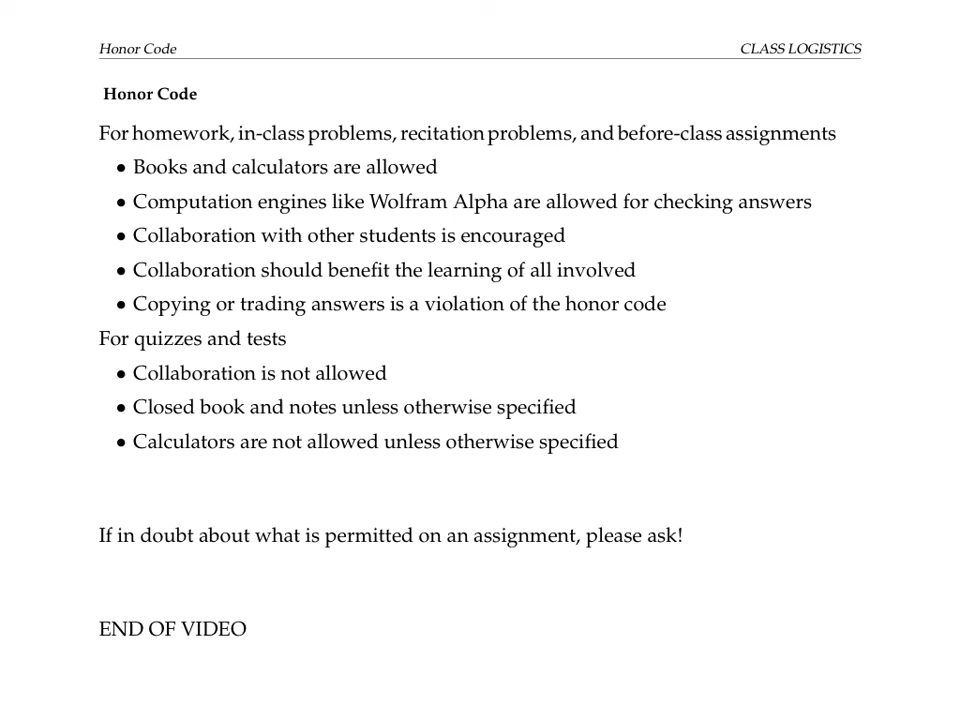 Honor Code CLASS LOGISTICS
Honor Code
For homework, in-class problems, recitation problems, and before-class assignments
• Books and calculators are allowed
• Computation engines like Wolfram Alpha are allowed for checking answers
• Collaboration with other students is encouraged
• Collaboration should benefit the learning of all involved
• Copying or trading answers is a violation of the honor code
For quizzes and tests
• Collaboration is not allowed
• Closed book and notes unless otherwise specified
• Calculators are not allowed unless otherwise specified
If in doubt about what is permitted on an assignment, please ask!
END OF VIDEO